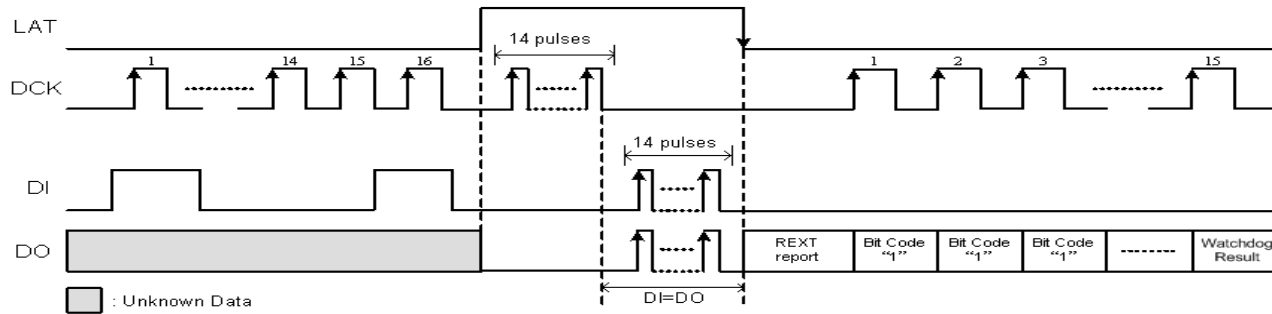 LAT
14 pulses
1 14 15 16 1 2 3 15
DCK
14 pulses
DI
DO
REXT report
Bit Code "1"
Bit Code "1"
Bit Code "1"
Watchdog Result
DI=DO
: Unknown Data